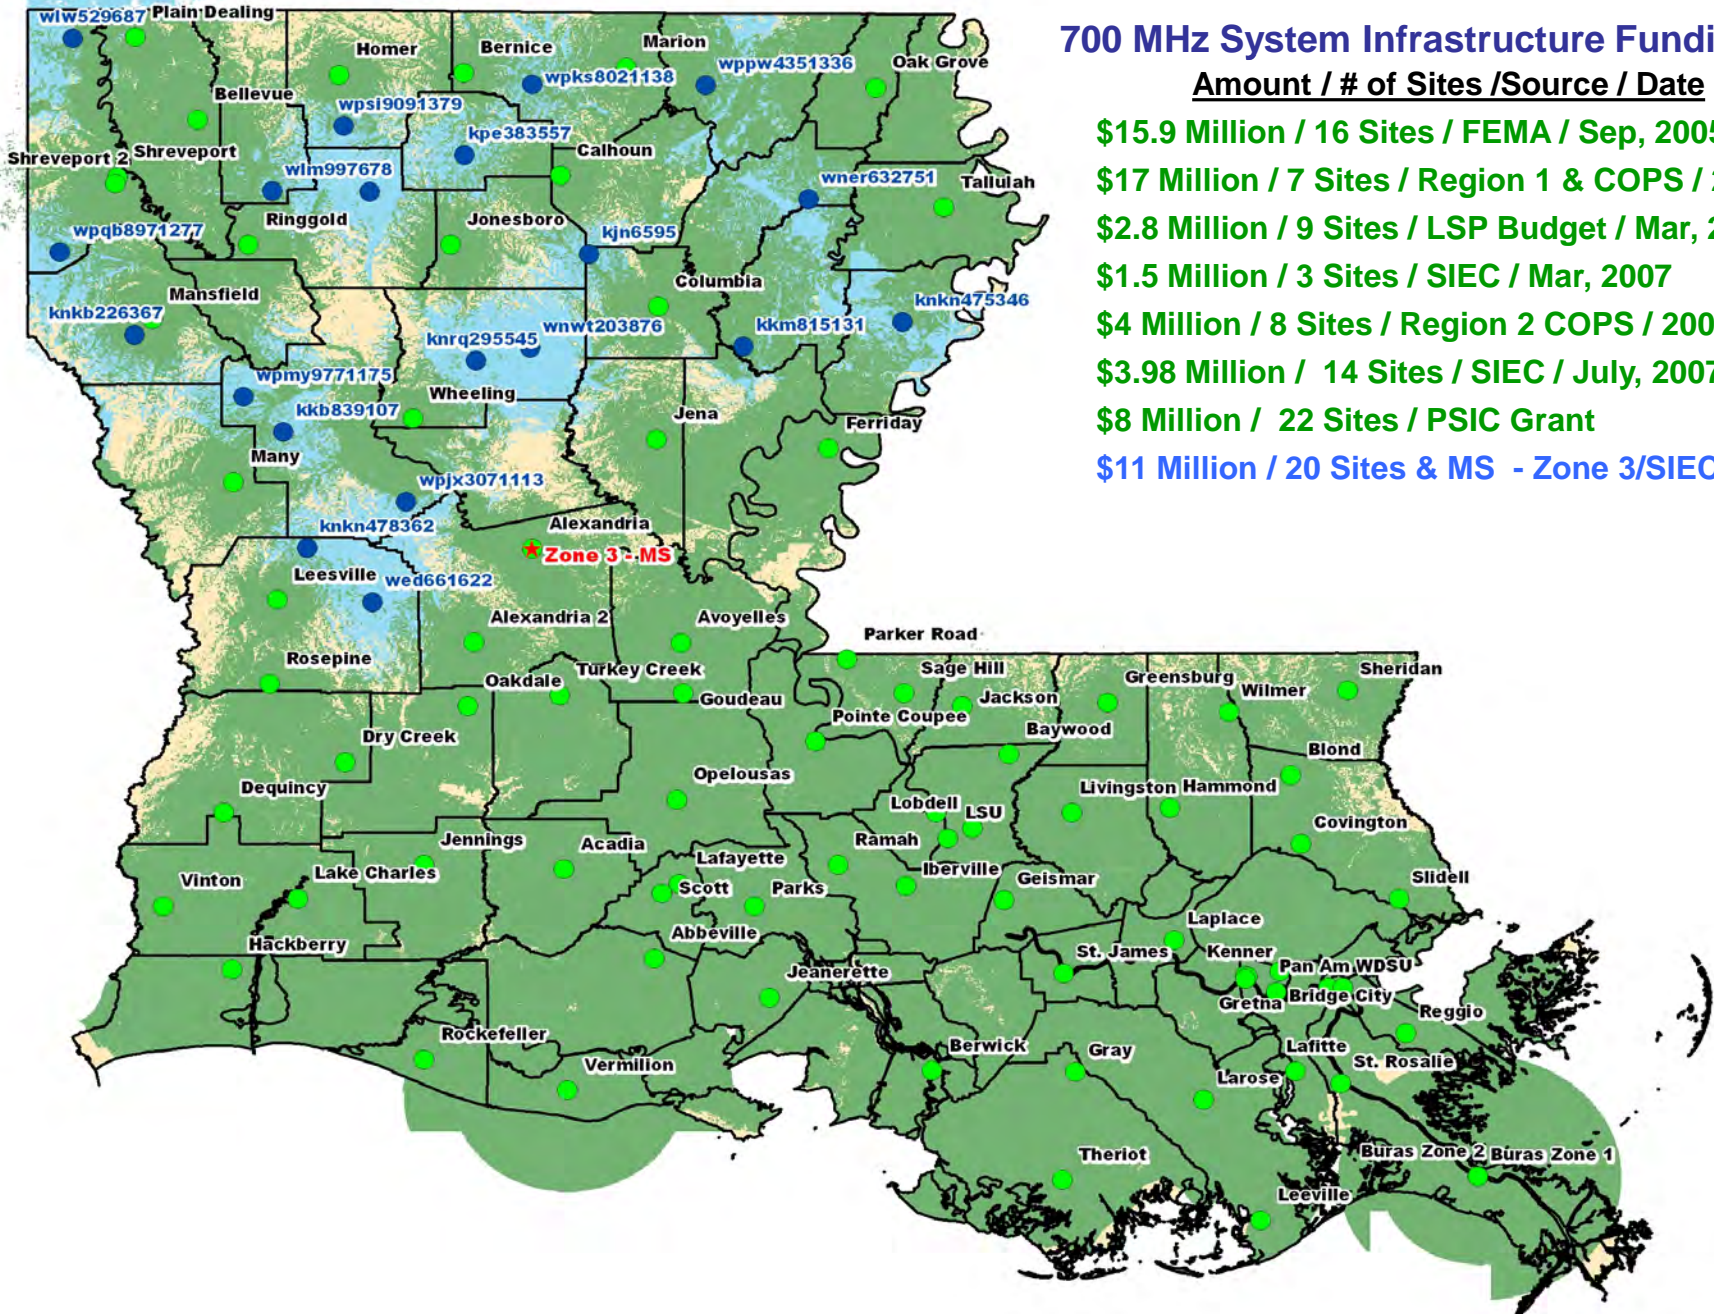 700 MHz System Infrastructure Fundi
Amount / # of Sites /Source / Date
$15.9 Million / 16 Sites / FEMA / Sep, 2005
$17 Million / 7 Sites / Region 1 & COPS / 2
$2.8 Million / 9 Sites / LSP Budget / Mar, 2
$1.5 Million / 3 Sites / SIEC / Mar, 2007
$4 Million / 8 Sites / Region 2 COPS / 200
$3.98 Million / 14 Sites / SIEC / July, 2007
$8 Million / 22 Sites / PSIC Grant
$11 Million / 20 Sites & MS - Zone 3/SIEC
wlw529687
Plain Dealing
Homer
Bernice
Marion
Oak Grove
wppw4351336
wpks8021138
Bellevue
wpsi9091379
kpe383557
Calhoun
Shreveport 2
Shreveport
wlm997678
wner632751
Tallulah
Ringgold
Jonesboro
wpqb8971277
kjn6595
Columbia
Mansfield
knkn475346
knkb226367
knrq295545
wnwt203876
kkm815131
wpmy9771175
Wheeling
kkb839107
Jena
Ferriday
Many
wpjx3071113
knkn478362
Alexandria
Zone 3 - MS
Leesville
wed661622
Alexandria 2
Avoyelles
Parker Road
Rosepine
Oakdale
Turkey Creek
Goudeau
Sage Hill
Jackson
Greensburg
Wilmer
Sheridan
Pointe Coupee
Baywood
Dry Creek
Blond
Opelousas
Dequincy
Livingston
Hammond
Lobdell
LSU
Covington
Jennings
Acadia
Ramah
Lafayette
Iberville
Vinton
Lake Charles
Scott
Parks
Geismar
Slidell
Laplace
Hackberry
Abbeville
St. James
Kenner
Pan Am
WDSU
Jeanerette
Gretna
Bridge City
Reggio
Rockefeller
Berwick
Gray
Lafitte
St. Rosalie
Vermilion
Larose
Theriot
Buras Zone 2
Buras Zone 1
Leeville